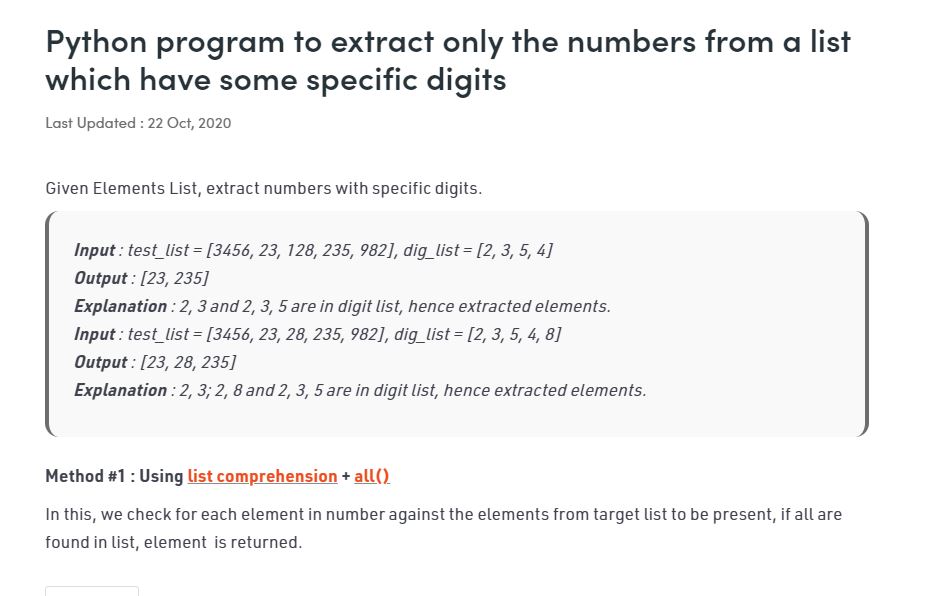 Python program to extract only the numbers from a list
which have some specific digits
Last Updated : 22 Oct, 2020
Given Elements List, extract numbers with specific digits.
Input : test_list = [3456, 23, 128, 235, 982], dig_list = [2, 3, 5, 4]
Output : [23, 235]
Explanation : 2, 3 and 2, 3, 5 are in digit list, hence extracted elements.
Input : test_list = [3456, 23, 28, 235, 982], dig_list = [2, 3, 5, 4, 8]
Output : [23, 28, 235]
Explanation : 2, 3; 2, 8 and 2, 3, 5 are in digit list, hence extracted elements.
Method #1 : Using list comprehension + all()
In this, we check for each element in number against the elements from target list to be present, if all are
found in list, element  is returned.